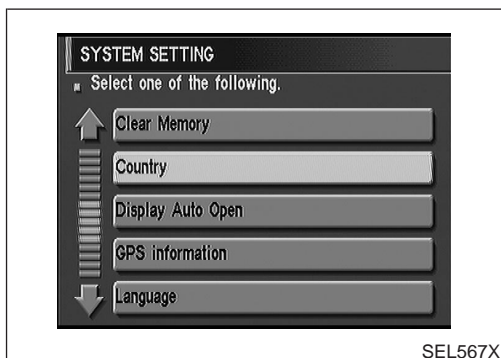 SYSTEM SETTING
Select one of the following.
Clear Memory
Country
Display Auto Open
GPS information
Language
SEL567X